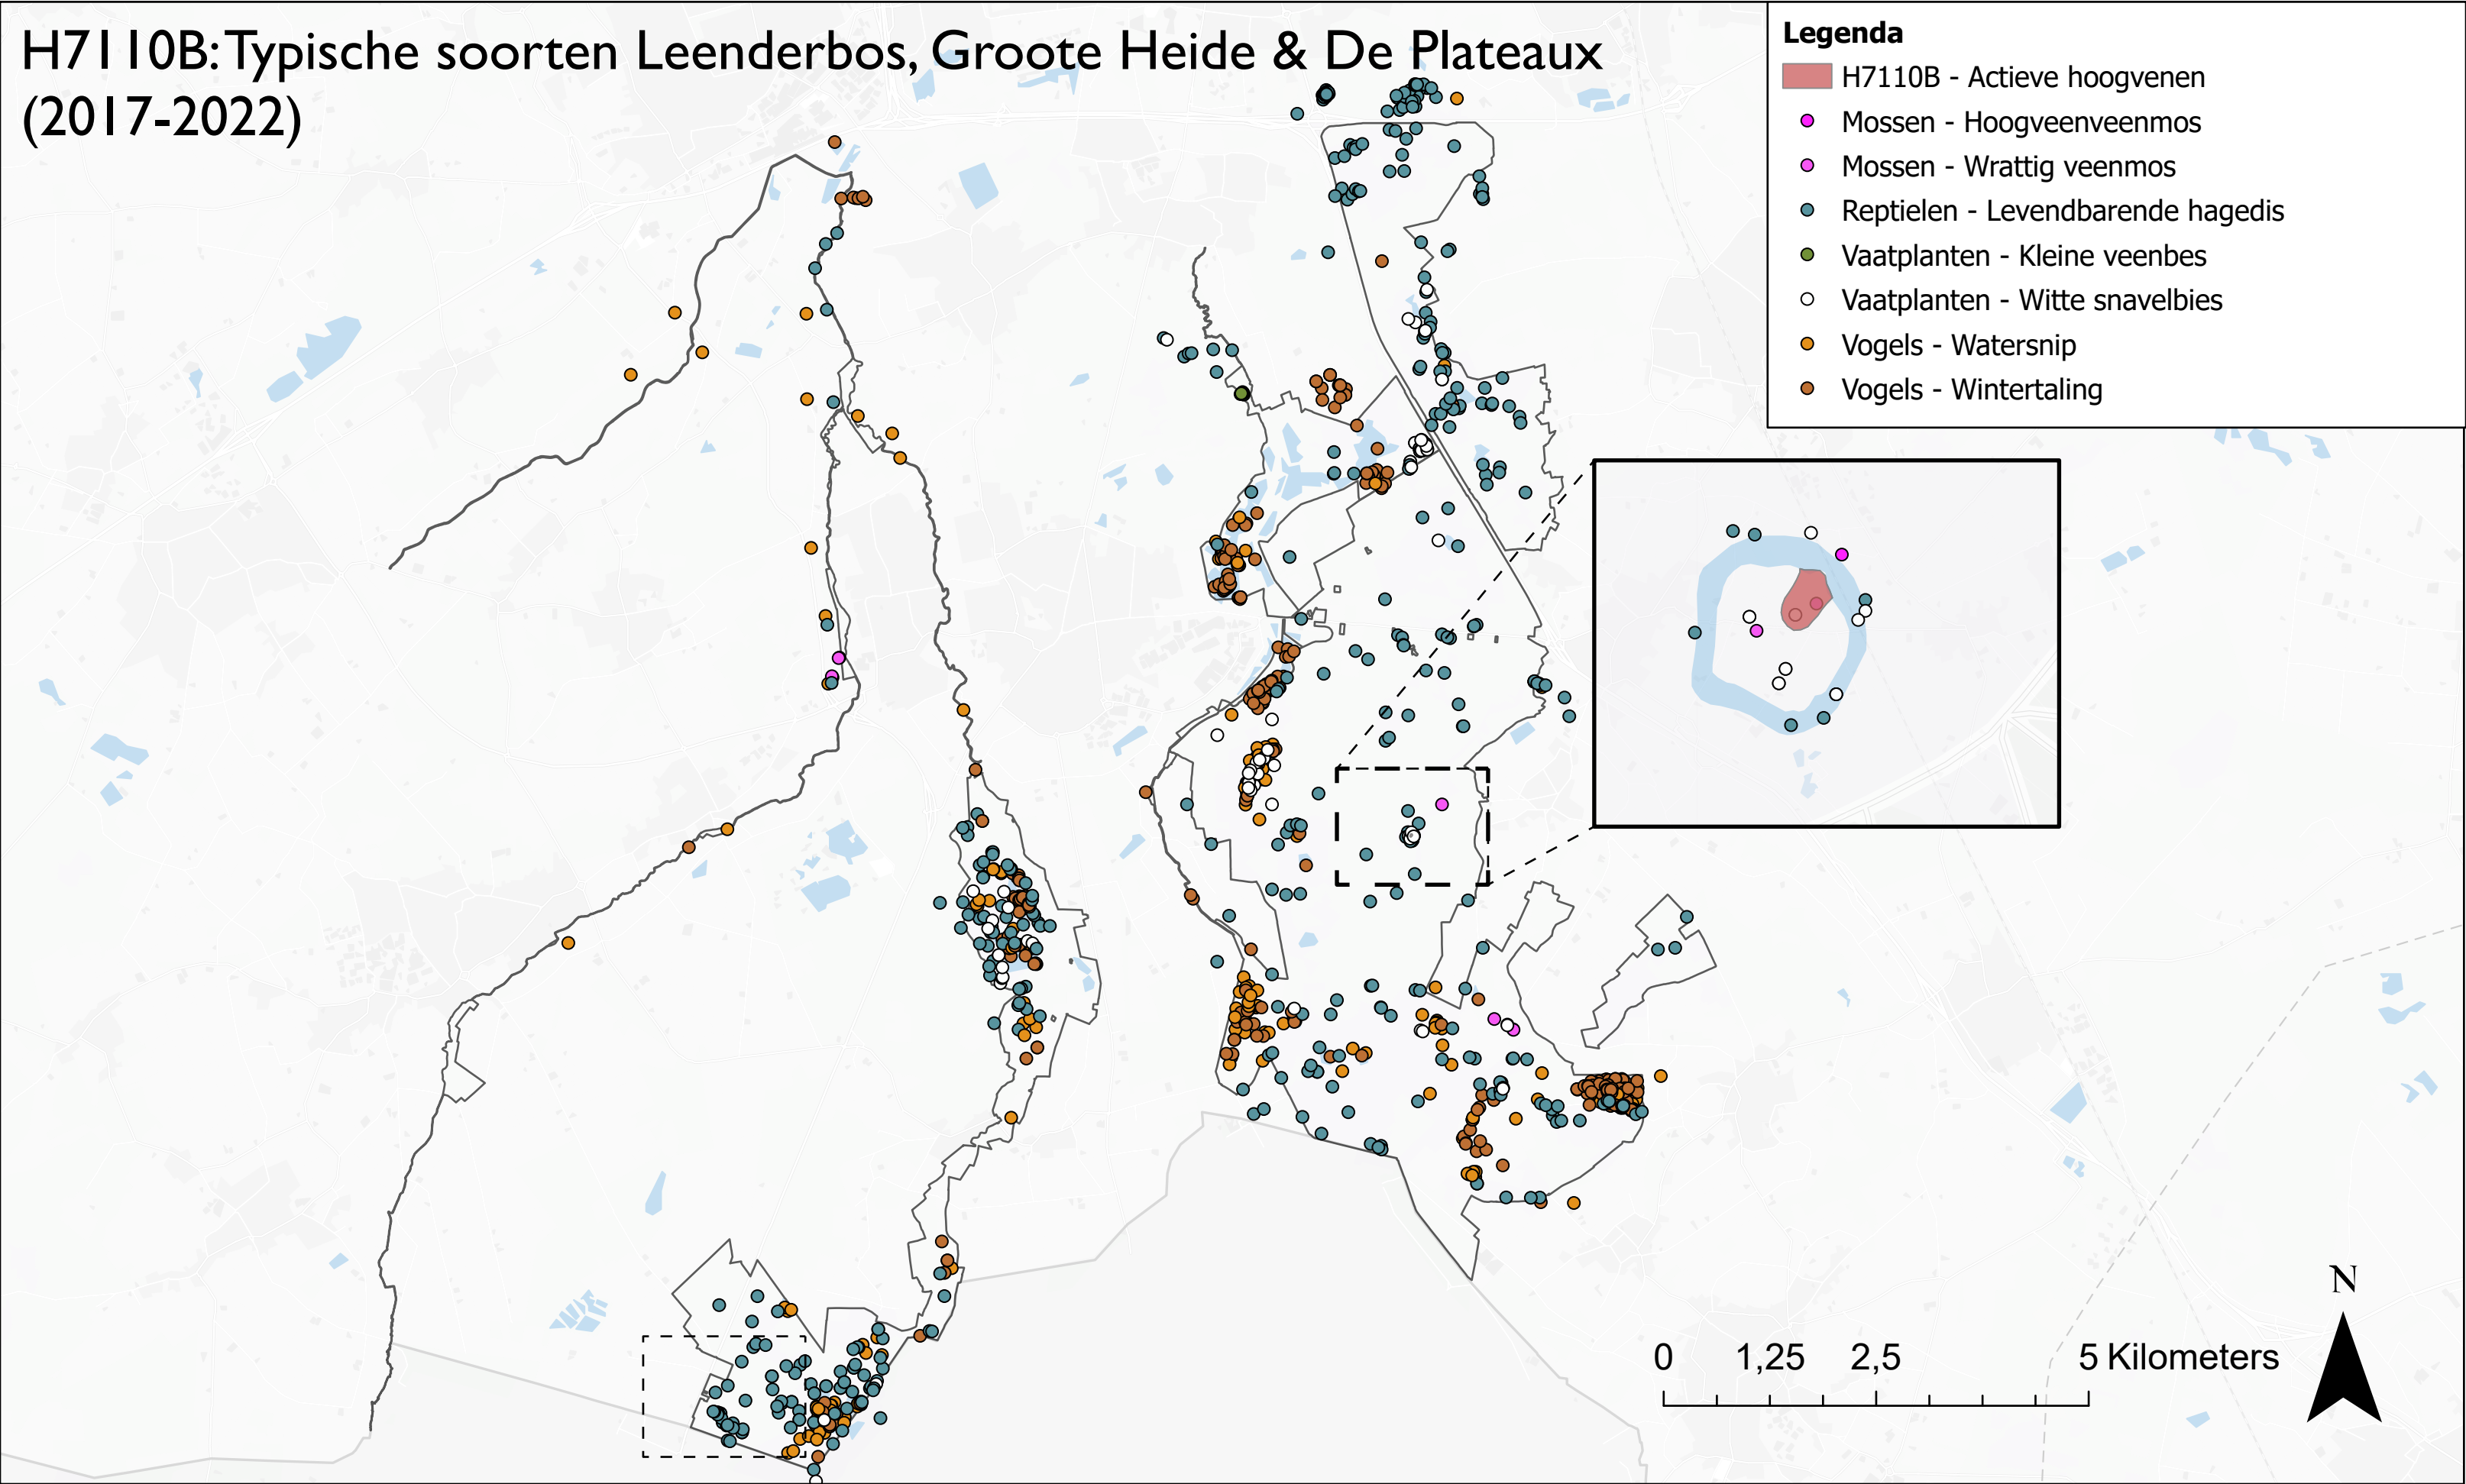 H7110B: Typische soorten Leenderbos, Groote Heide & De Plateaux
(2017-2022)
Legenda
H7110B - Actieve hoogvenen
Mossen - Hoogveenveenmos
Mossen - Wrattig veenmos
Reptielen - Levendbarende hagedis
Vaatplanten - Kleine veenbes
Vaatplanten - Witte snavelbies
Vogels - Watersnip
Vogels - Wintertaling
N
0 1,25 2,5 5 Kilometers